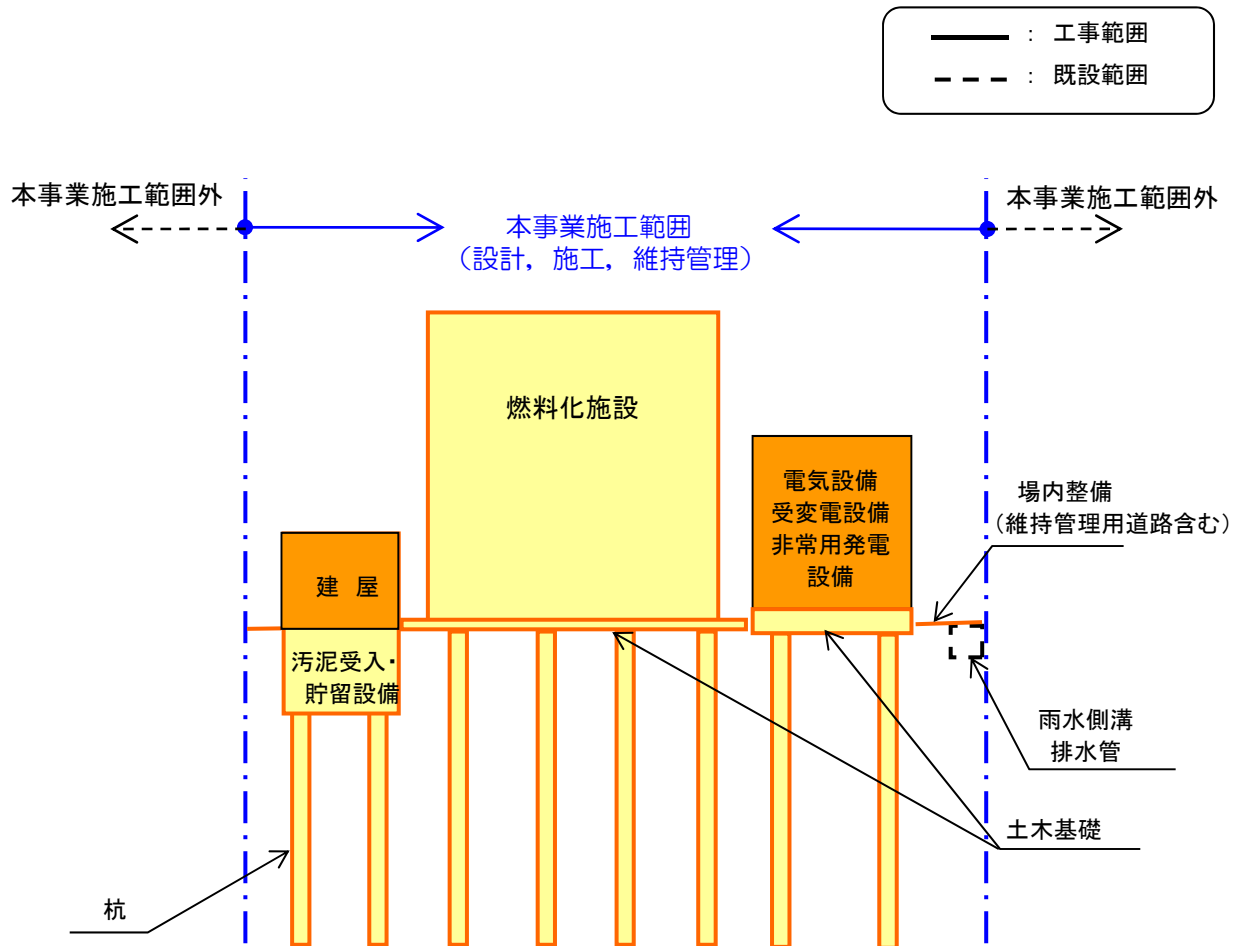 ： 工事範囲
： 既設範囲
本事業施工範囲外
本事業施工範囲外
本事業施工範囲
（設計，施工，維持管理）
燃料化施設
電気設備
受変電設備
非常用発電
設備
場内整備
（維持管理用道路含む）
建 屋
汚泥受入・
貯留設備
雨水側溝
排水管
土木基礎
杭